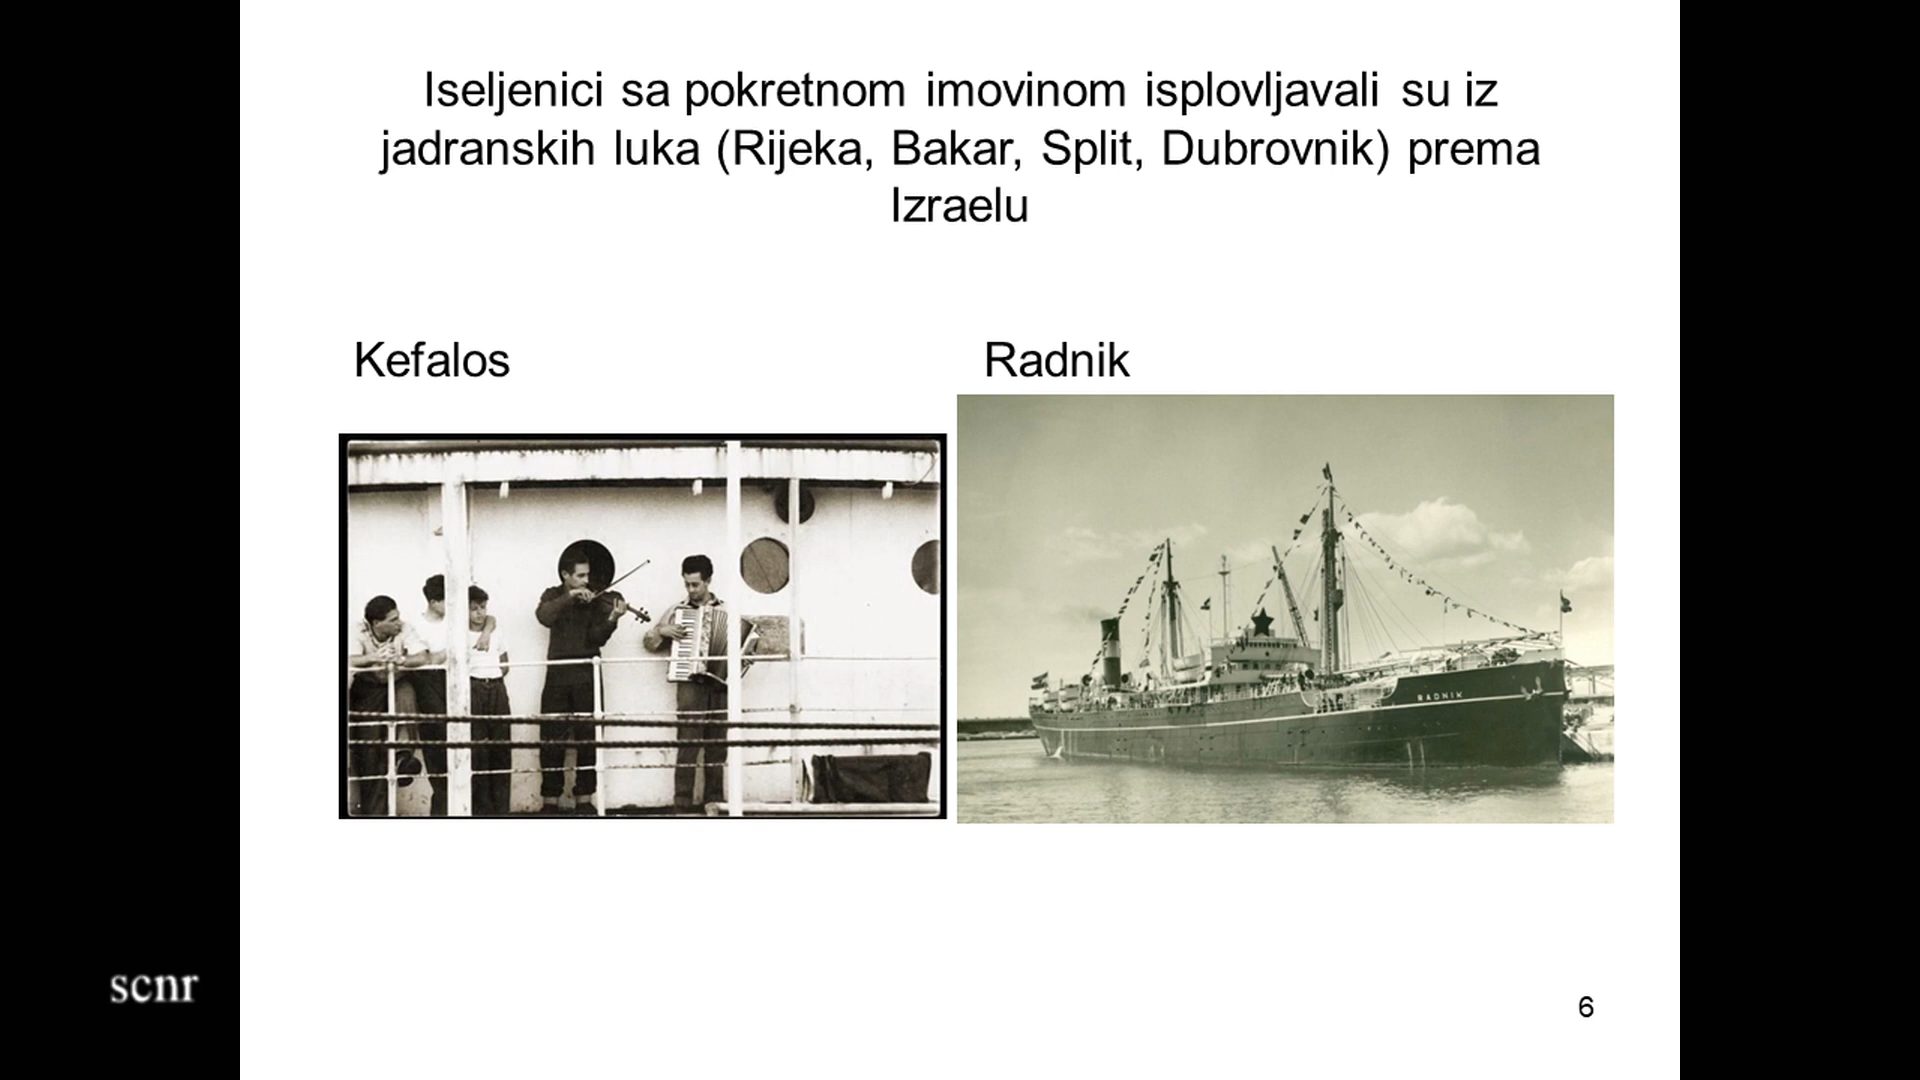 Iseljenici sa pokretnom imovinom isplovljavali su iz
jadranskih luka (Rijeka, Bakar, Split, Dubrovnik) prema
Izraelu
Kefalos
Radnik
RADNIK
scnr
6